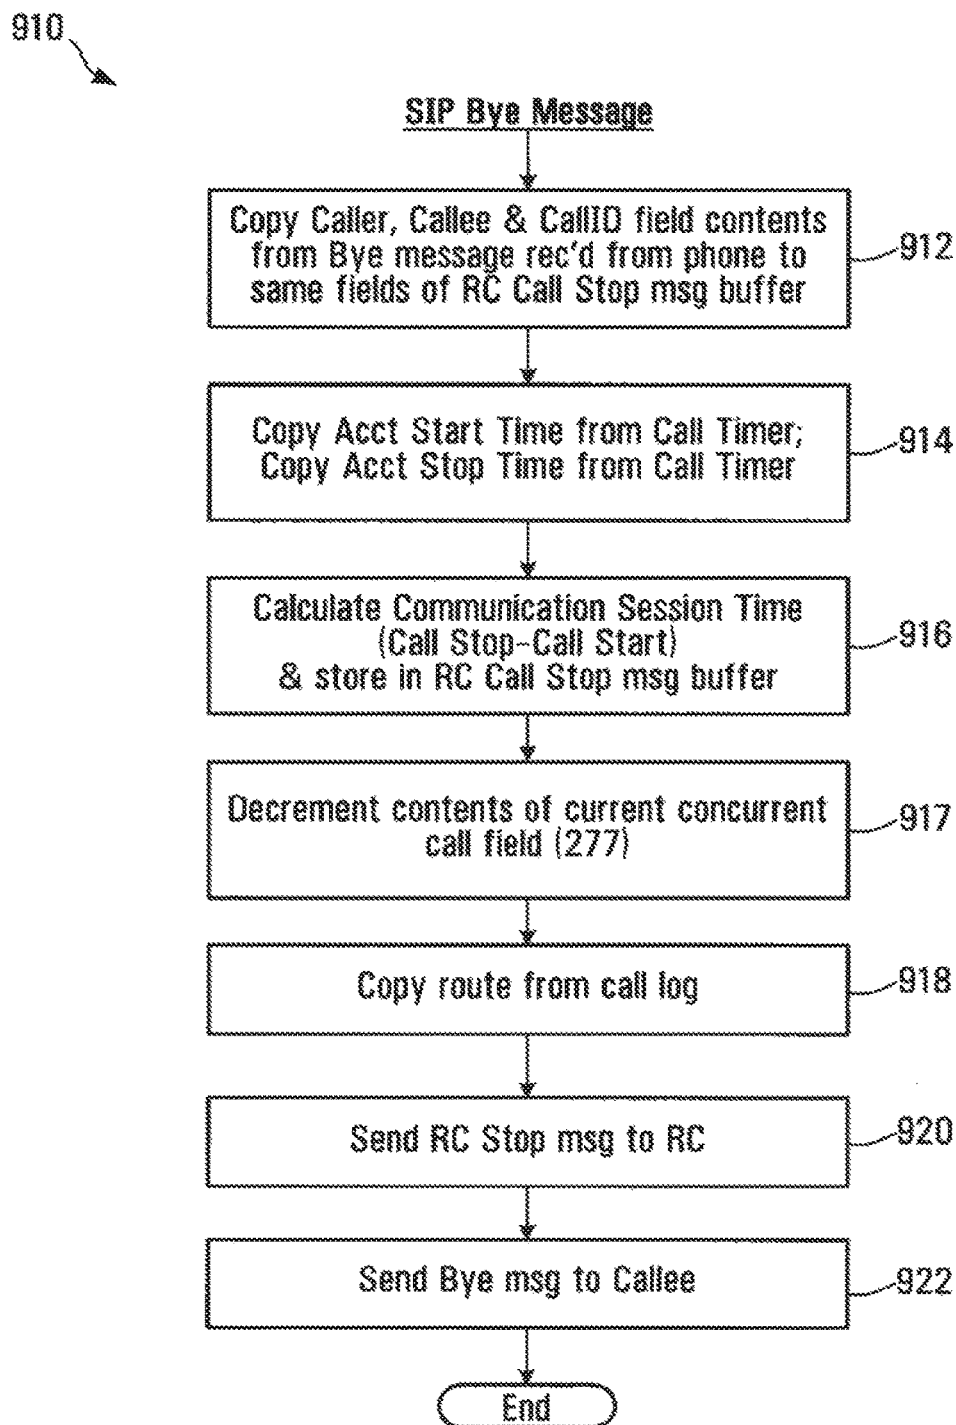 910
SIP Bye Message
Copy Caller, Callee & CallID field contents
from Bye message rec'd from phone to
same fields of RC Call Stop msg buffer
912
Copy Acct Start Time from Call Timer;
Copy Acct Stop Time from Call Timer
914
Calculate Communication Session Time
(Call Stop-Call Start)
& store in RC Call Stop msg buffer
916
Decrement contents of current concurrent
call field (277)
917
Copy route from call log
918
Send RC Stop msg to RC
920
Send Bye msg to Callee
922
End